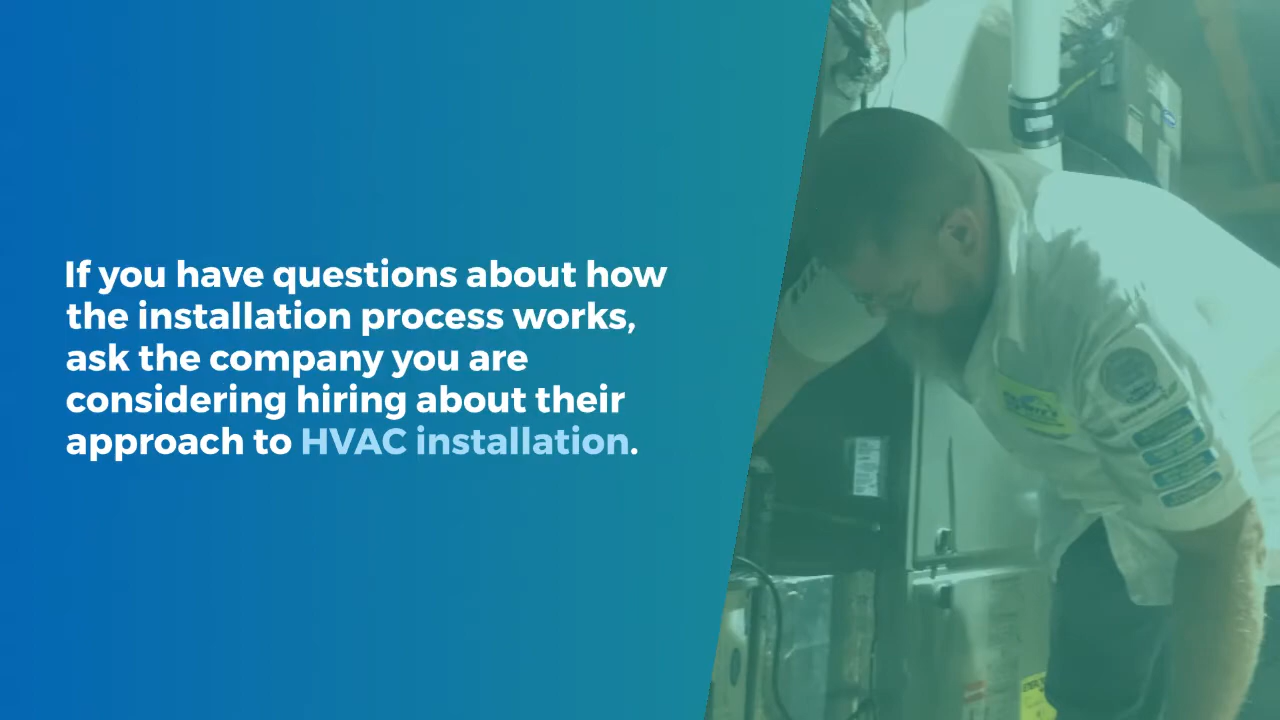 If you have questions about how
the installation process works,
ask the company you are
considering hiring about their
approach to HVAC installation.